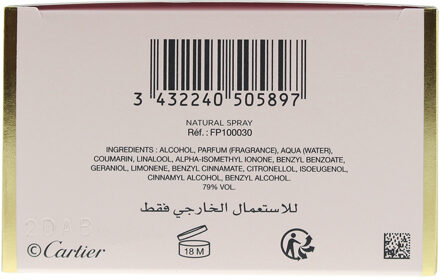 3 432240 505897
NATURAL SPRAY
Réf. : FP100030
INGREDIENTS : ALCOHOL, PARFUM (FRAGRANCE), AQUA (WATER),
COUMARIN, LINALOOL, ALPHA-ISOMETHYL IONONE, BENZYL BENZOATE,
GERANIOL, LIMONENE, BENZYL CINNAMATE, CITRONELLOL, ISOEUGENOL,
CINNAMYL ALCOHOL, BENZYL ALCOHOL.
79% VOL.
للاستعمال الخارجي فقط
2DAB
© Cartier
18 M